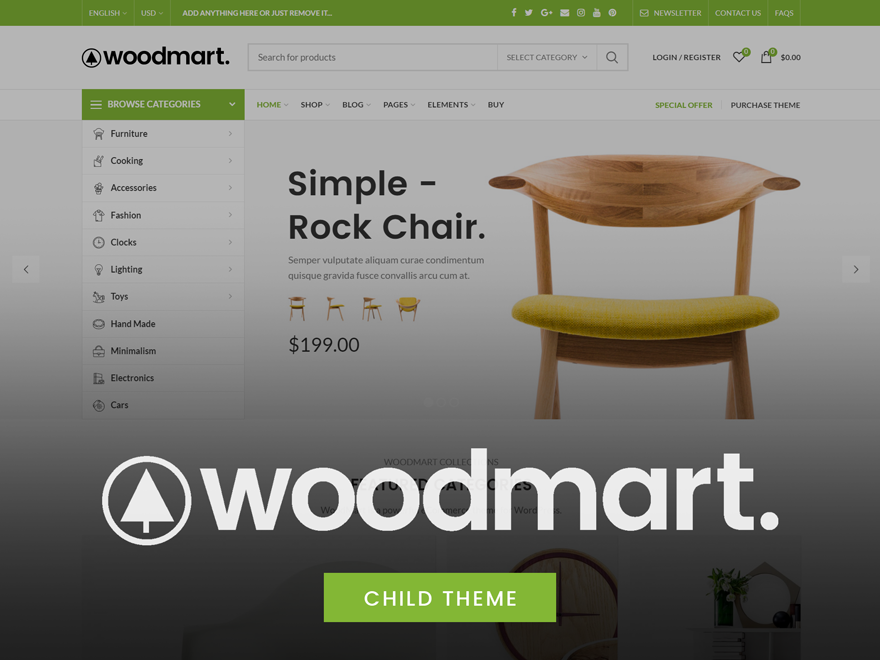 ENGLISH USD ADD ANYTHING HERE OR JUST REMOVE IT... NEWSLETTER CONTACT US FAQS
woodmart. Search for products SELECT CATEGORY LOGIN / REGISTER 0 0 $0.00
BROWSE CATEGORIES HOME SHOP BLOG PAGES ELEMENTS BUY SPECIAL OFFER PURCHASE THEME
Furniture
Cooking
Accessories
Fashion
Clocks
Lighting
Toys
Hand Made
Minimalism
Electronics
Cars
Simple -
Rock Chair.
Semper vulputate aliquam curae condimentum
quisque gravida fusce convallis arcu cum at.
$199.00
WOODMART COLLECTIONS
FEATURED CATEGORIES
woodmart.
CHILD THEME